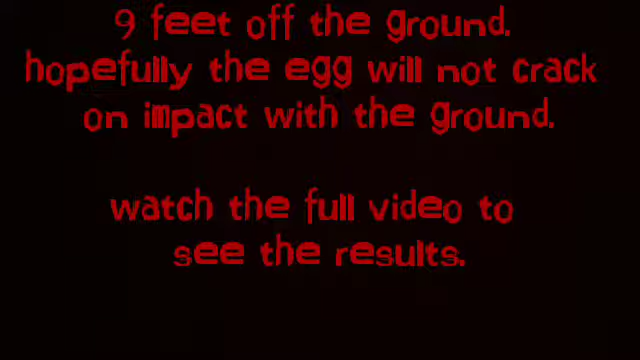 9 feet off the ground.
hopefully the egg will not crack
on impact with the ground.
watch the full video to
see the results.